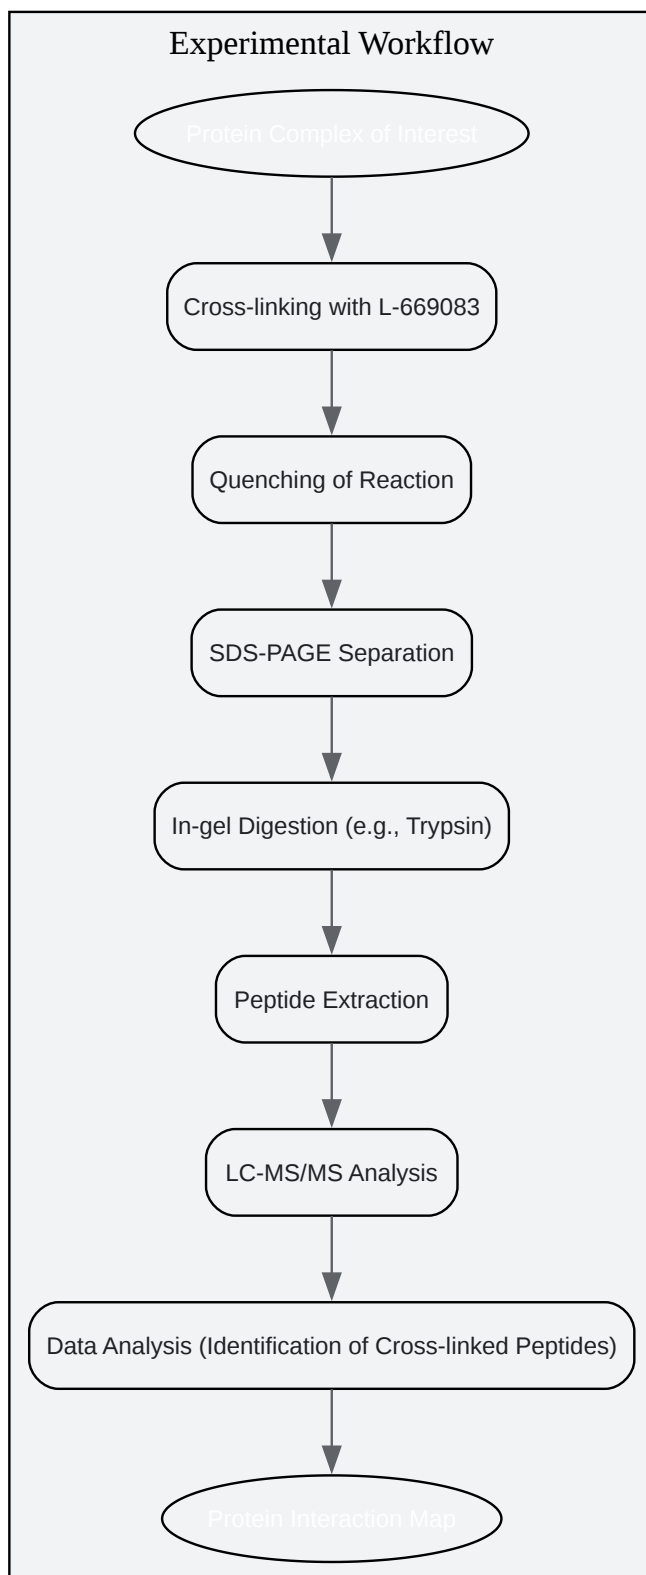 Experimental Workflow
Protein Complex of Interest
Cross-linking with L-669083
Quenching of Reaction
SDS-PAGE Separation
In-gel Digestion (e.g., Trypsin)
Peptide Extraction
LC-MS/MS Analysis
Data Analysis (Identification of Cross-linked Peptides)
Protein Interaction Map